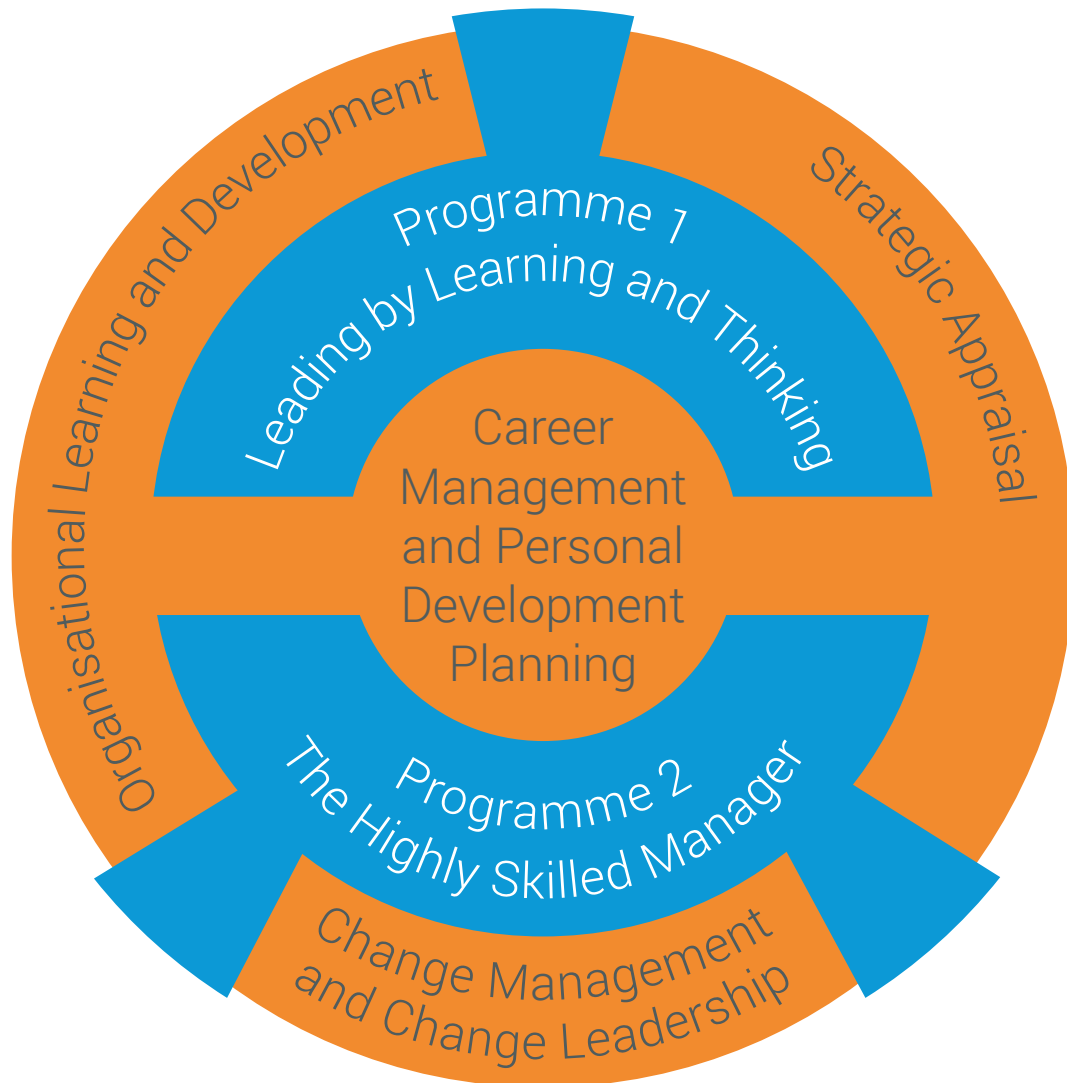 Organisational Learning and Development
Strategic Appraisal
Programme 1
Leading by Learning and Thinking
Career
Management
and Personal
Development
Planning
Programme 2
The Highly Skilled Manager
Change Management
and Change Leadership